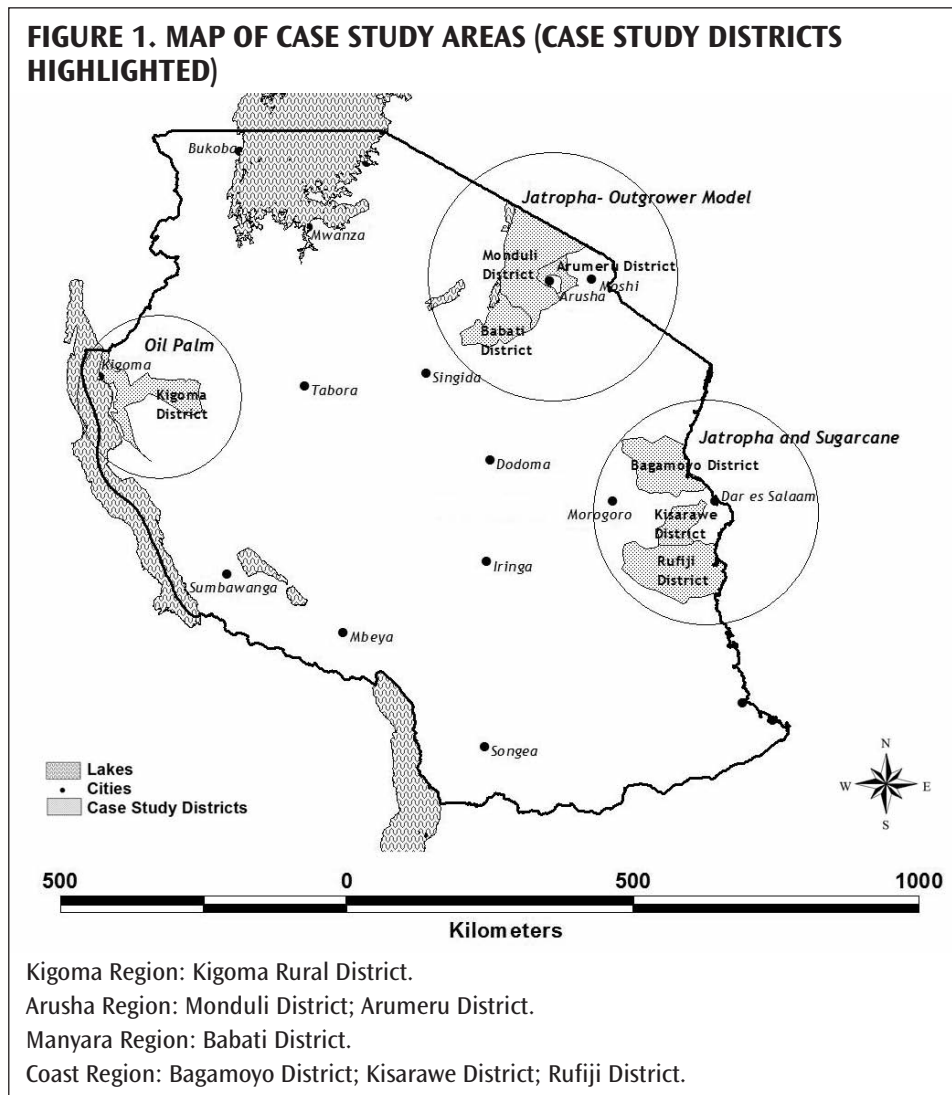 FIGURE 1. MAP OF CASE STUDY AREAS (CASE STUDY DISTRICTS
HIGHLIGHTED)
Bukoba
Mwanza
Jatropha- Outgrower Model
Monduli
District
Arumeru District
Moshi
Arusha
Babati
District
Oil Palm
Kigoma
Kigoma
District
Tabora
Singida
Dodoma
Jatropha and Sugarcane
Bagamoyo District
Dar es Salaam
Morogoro
Kisarawe
District
Rufiji
District
Iringa
Sumbawanga
Mbeya
Songea
Lakes
Cities
Case Study Districts
N
W
E
S
500 0 500 1000
Kilometers
Kigoma Region: Kigoma Rural District.
Arusha Region: Monduli District; Arumeru District.
Manyara Region: Babati District.
Coast Region: Bagamoyo District; Kisarawe District; Rufiji District.